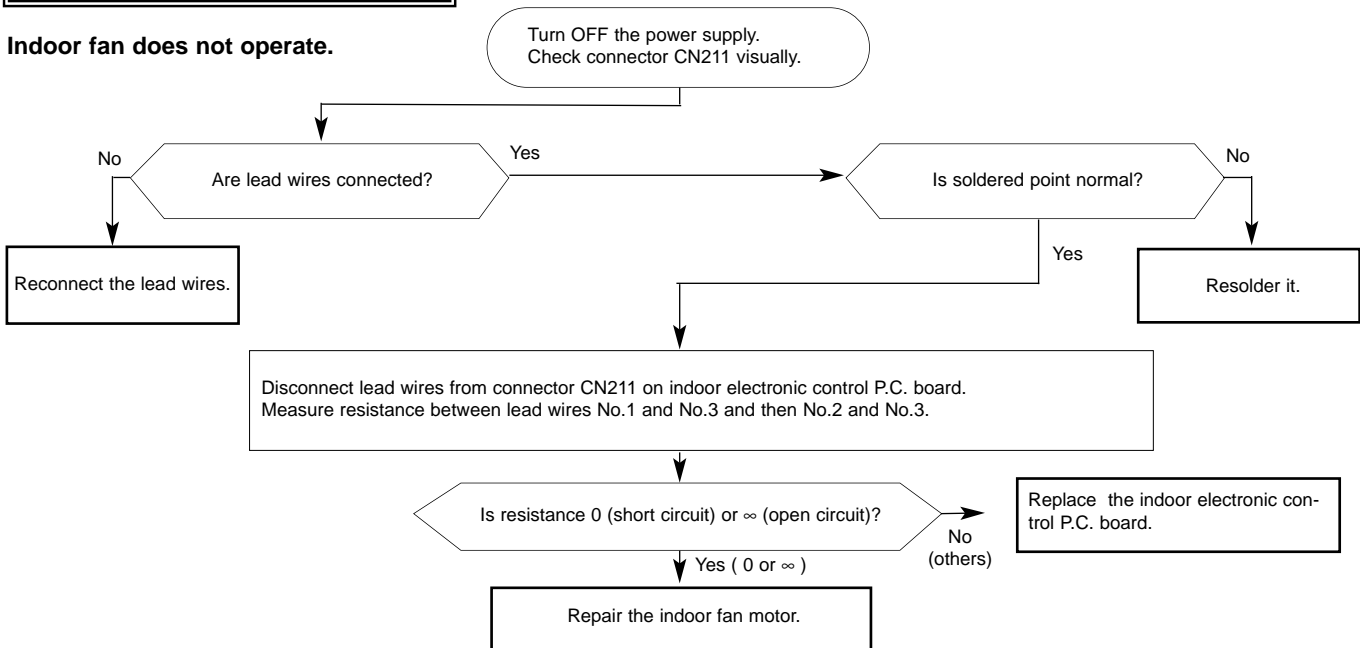 Indoor fan does not operate.
Turn OFF the power supply.
Check connector CN211 visually.
No
Are lead wires connected?
Yes
Is soldered point normal?
No
Reconnect the lead wires.
Yes
Resolder it.
Disconnect lead wires from connector CN211 on indoor electronic control P.C. board.
Measure resistance between lead wires No.1 and No.3 and then No.2 and No.3.
Is resistance 0 (short circuit) or ∞ (open circuit)?
No
(others)
Replace the indoor electronic con-
trol P.C. board.
Yes ( 0 or ∞ )
Repair the indoor fan motor.